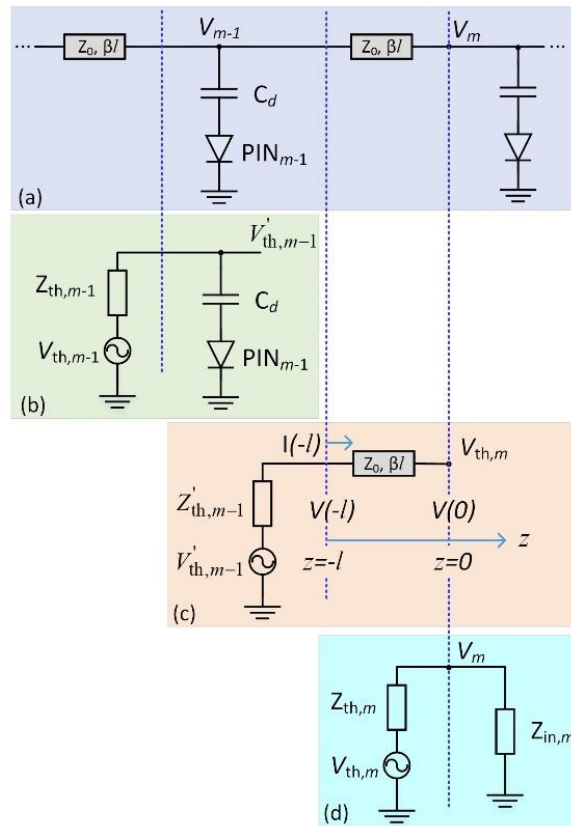 V_{m-1} V_m
... Z₀, βl Z₀, βl ...
C_d
PIN_{m-1}
(a)
V'_{th,m-1}
Z_{th,m-1}
C_d
V_{th,m-1}
PIN_{m-1}
(b)
I(-l) V_{th,m}
Z₀, βl
Z'_{th,m-1} V(-l) V(0)
z
V'_{th,m-1} z=-l z=0
(c)
V_m
Z_{th,m}
Z_{in,m}
V_{th,m}
(d)